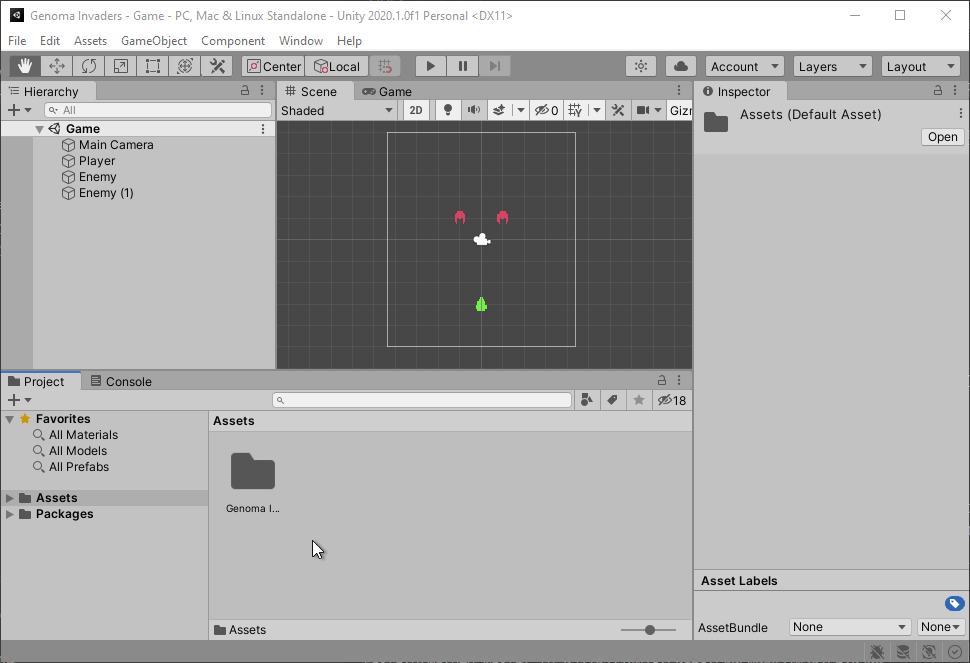 Genoma Invaders - Game - PC, Mac & Linux Standalone - Unity 2020.1.0f1 Personal <DX11>
File Edit Assets GameObject Component Window Help
Center Local Account Layers Layout
Hierarchy
All
Game
Main Camera
Player
Enemy
Enemy (1)
Scene Game
Shaded 2D 0 Giz
Inspector
Assets (Default Asset)
Open
Project Console
18
Favorites
All Materials
All Models
All Prefabs
Assets
Packages
Assets
Genoma I...
Assets
Asset Labels
AssetBundle None None